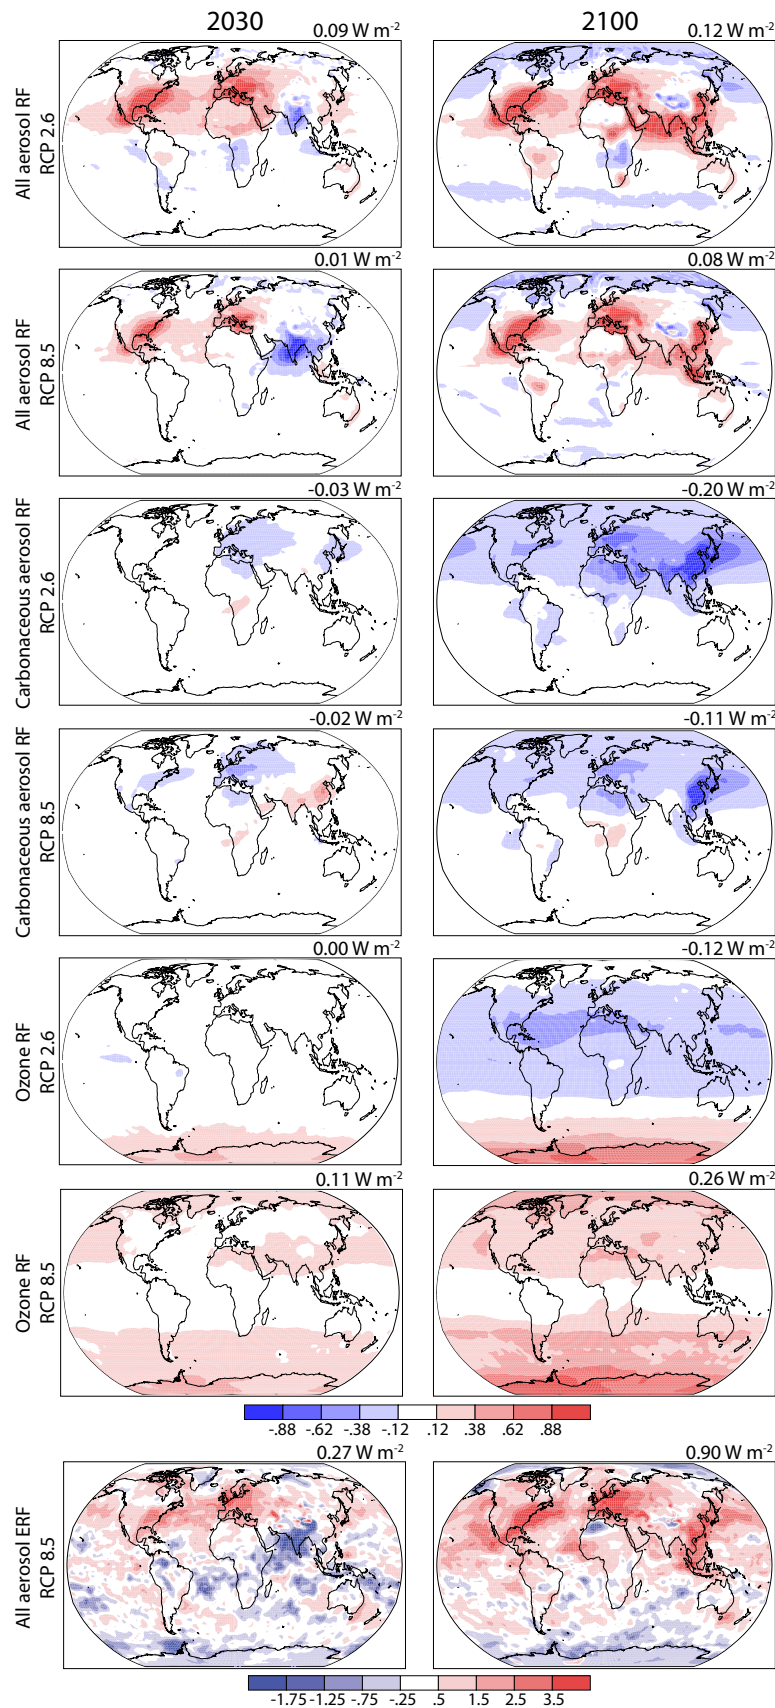 2030
2100
0.09 W m-2
0.12 W m-2
All aerosol RF
RCP 2.6
0.01 W m-2
0.08 W m-2
All aerosol RF
RCP 8.5
-0.03 W m-2
-0.20 W m-2
Carbonaceous aerosol RF
RCP 2.6
-0.02 W m-2
-0.11 W m-2
Carbonaceous aerosol RF
RCP 8.5
0.00 W m-2
-0.12 W m-2
Ozone RF
RCP 2.6
0.11 W m-2
0.26 W m-2
Ozone RF
RCP 8.5
-.88 -.62 -.38 -.12 .12 .38 .62 .88
0.27 W m-2
0.90 W m-2
All aerosol ERF
RCP 8.5
-1.75 -1.25 -.75 -.25 .5 1.5 2.5 3.5